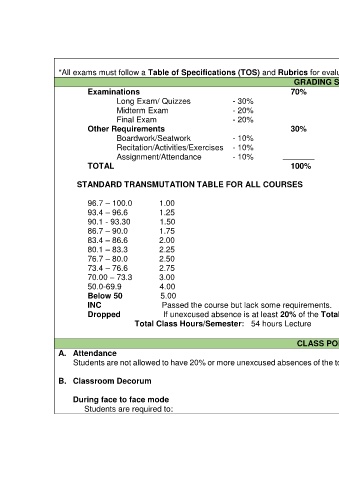 *All exams must follow a Table of Specifications (TOS) and Rubrics for evalu
GRADING S
Examinations 70%
Long Exam/ Quizzes - 30%
Midterm Exam - 20%
Final Exam - 20%
Other Requirements 30%
Boardwork/Seatwork - 10%
Recitation/Activities/Exercises - 10%
Assignment/Attendance - 10% _______
TOTAL 100%
STANDARD TRANSMUTATION TABLE FOR ALL COURSES
96.7 – 100.0 1.00
93.4 – 96.6 1.25
90.1 - 93.30 1.50
86.7 – 90.0 1.75
83.4 – 86.6 2.00
80.1 – 83.3 2.25
76.7 – 80.0 2.50
73.4 – 76.6 2.75
70.00 – 73.3 3.00
50.0-69.9 4.00
Below 50 5.00
INC Passed the course but lack some requirements.
Dropped If unexcused absence is at least 20% of the Total
Total Class Hours/Semester: 54 hours Lecture
CLASS PO
A. Attendance
Students are not allowed to have 20% or more unexcused absences of the to
B. Classroom Decorum
During face to face mode
Students are required to: